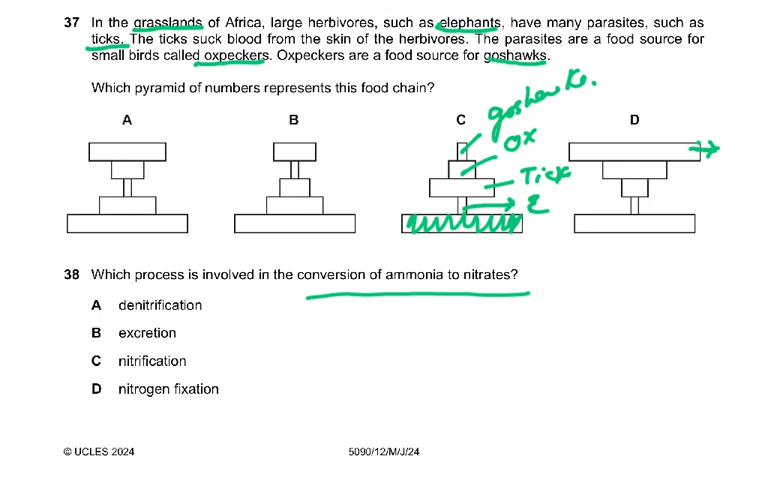 37 In the grasslands of Africa, large herbivores, such as elephants, have many parasites, such as
ticks. The ticks suck blood from the skin of the herbivores. The parasites are a food source for
small birds called oxpeckers. Oxpeckers are a food source for goshawks.
Which pyramid of numbers represents this food chain?
A B C D
goshawks.
Ox
Tick
E
38 Which process is involved in the conversion of ammonia to nitrates?
A denitrification
B excretion
C nitrification
D nitrogen fixation
© UCLES 2024 5090/12/M/J/24